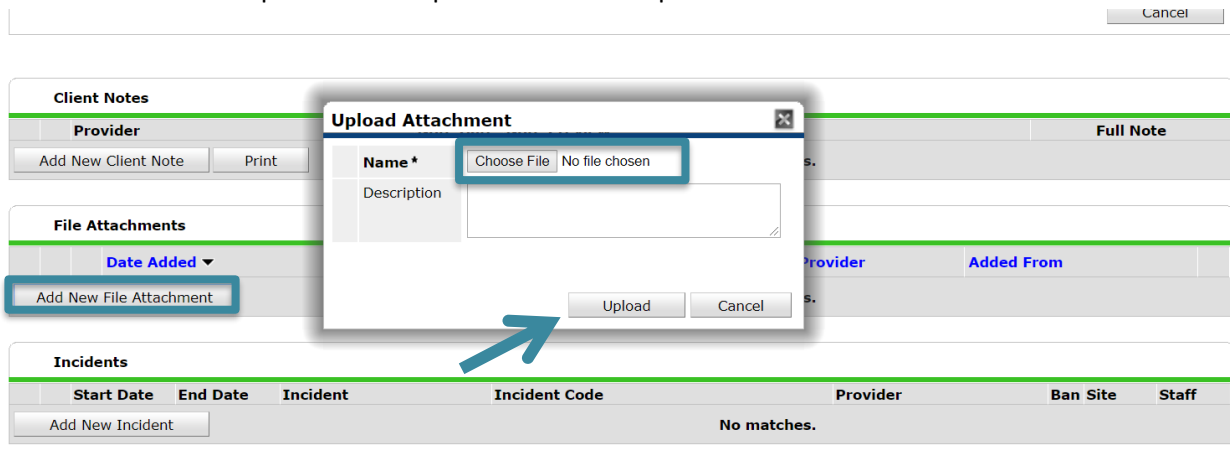 Cancel
Client Notes
Provider
Full Note
Add New Client Note
Print
s.
Upload Attachment
Name*
Choose File No file chosen
Description
Upload
Cancel
File Attachments
Date Added
Provider
Added From
Add New File Attachment
s.
Incidents
Start Date End Date Incident Incident Code Provider Ban Site Staff
Add New Incident
No matches.